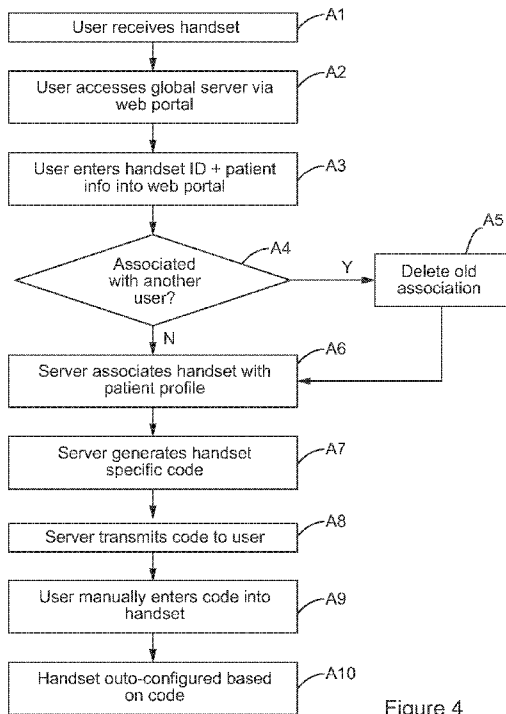 User receives handset
A1
User accesses global server via
web portal
A2
User enters handset ID + patient
info into web portal
A3
Associated
with another
user?
A4
Y
Delete old
association
A5
N
Server associates handset with
patient profile
A6
Server generates handset
specific code
A7
Server transmits code to user
A8
User manually enters code into
handset
A9
Handset outo-configured based
on code
A10
Figure 4